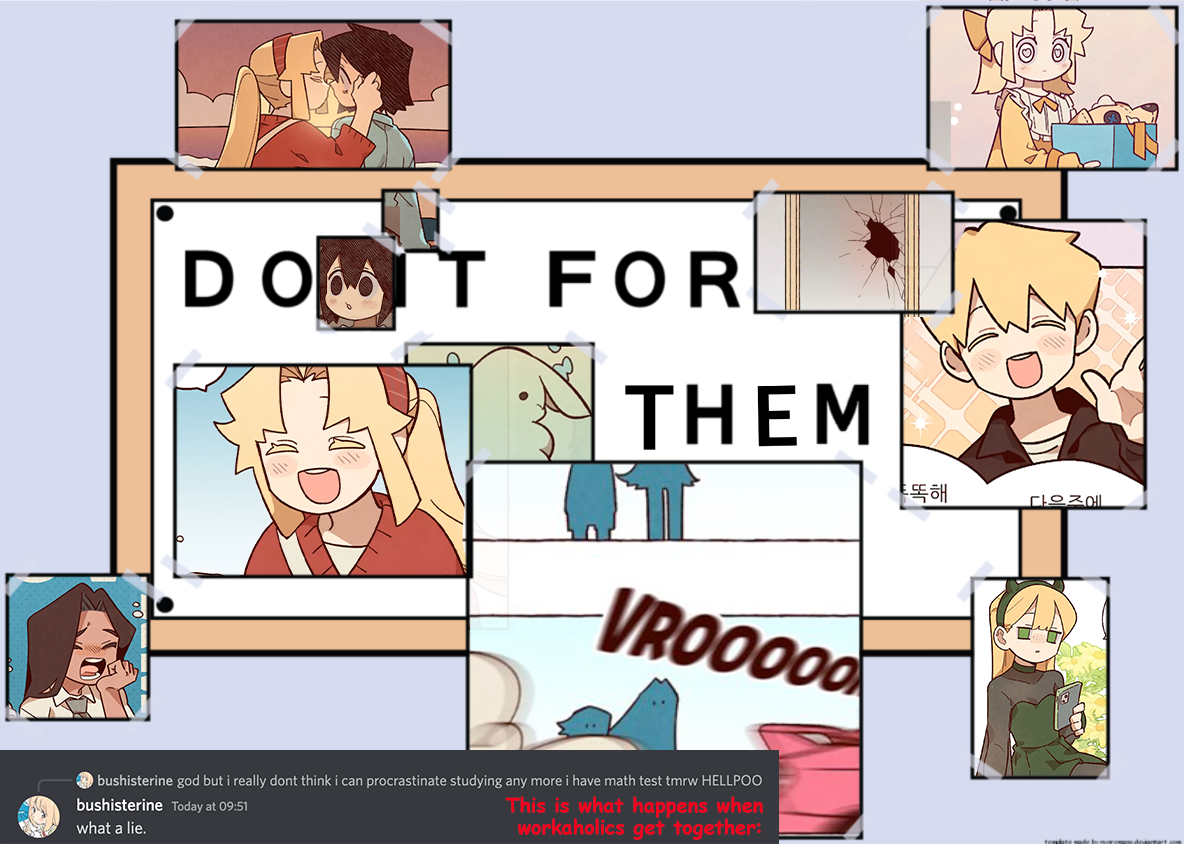 DO IT FOR
THEM
똑해
다음주에
VROOOOOO
bushisterine god but i really dont think i can procrastinate studying any more i have math test tmrw HELLPOO
bushisterine Today at 09:51
what a lie.
This is what happens when
workaholics get together: